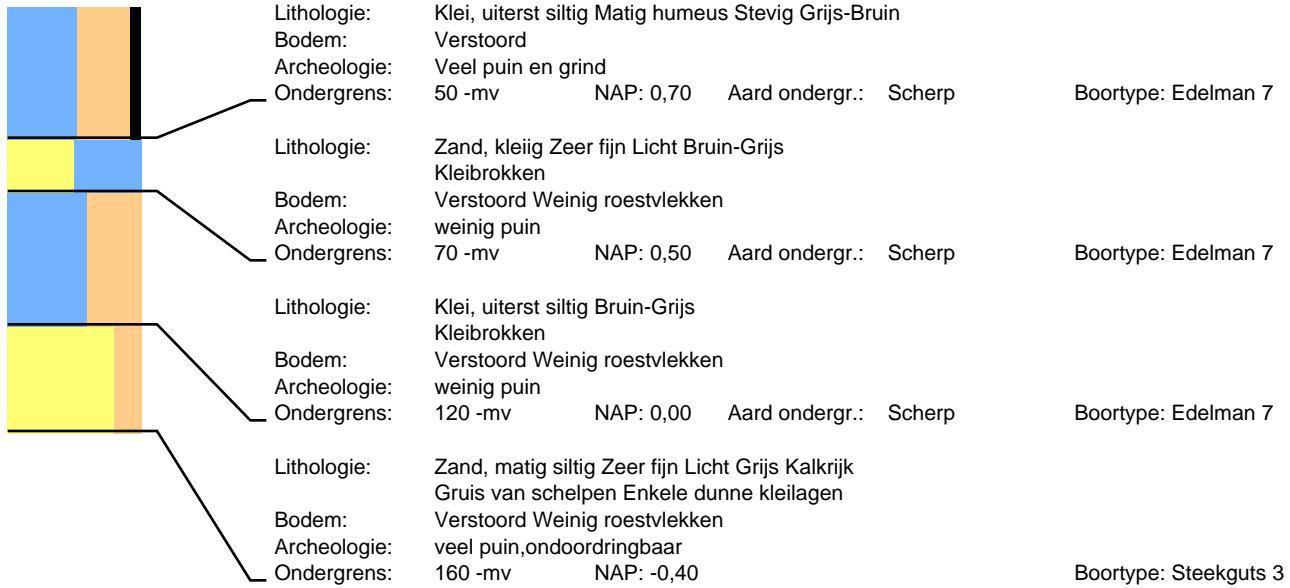 Lithologie: Klei, uiterst siltig Matig humeus Stevig Grijs-Bruin
Bodem: Verstoord
Archeologie: Veel puin en grind
Ondergrens: 50 -mv NAP: 0,70 Aard ondergr.: Scherp Boortype: Edelman 7
Lithologie: Zand, kleiig Zeer fijn Licht Bruin-Grijs
Kleibrokken
Bodem: Verstoord Weinig roestvlekken
Archeologie: weinig puin
Ondergrens: 70 -mv NAP: 0,50 Aard ondergr.: Scherp Boortype: Edelman 7
Lithologie: Klei, uiterst siltig Bruin-Grijs
Kleibrokken
Bodem: Verstoord Weinig roestvlekken
Archeologie: weinig puin
Ondergrens: 120 -mv NAP: 0,00 Aard ondergr.: Scherp Boortype: Edelman 7
Lithologie: Zand, matig siltig Zeer fijn Licht Grijs Kalkrijk
Gruis van schelpen Enkele dunne kleilagen
Bodem: Verstoord Weinig roestvlekken
Archeologie: veel puin,ondoordringbaar
Ondergrens: 160 -mv NAP: -0,40 Boortype: Steekguts 3